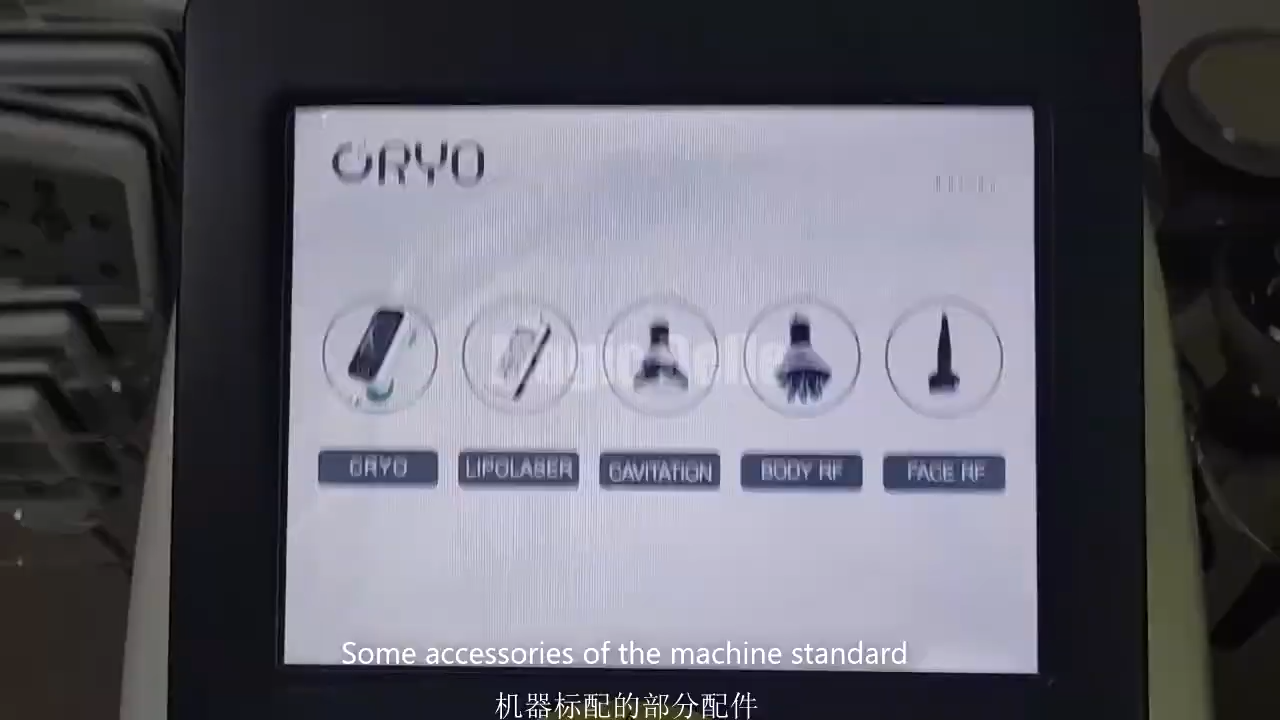 CRYO
CRYO
LIPOLASER
CAVITATION
BODY RF
FACE RF
Some accessories of the machine standard
机器标配的部分配件